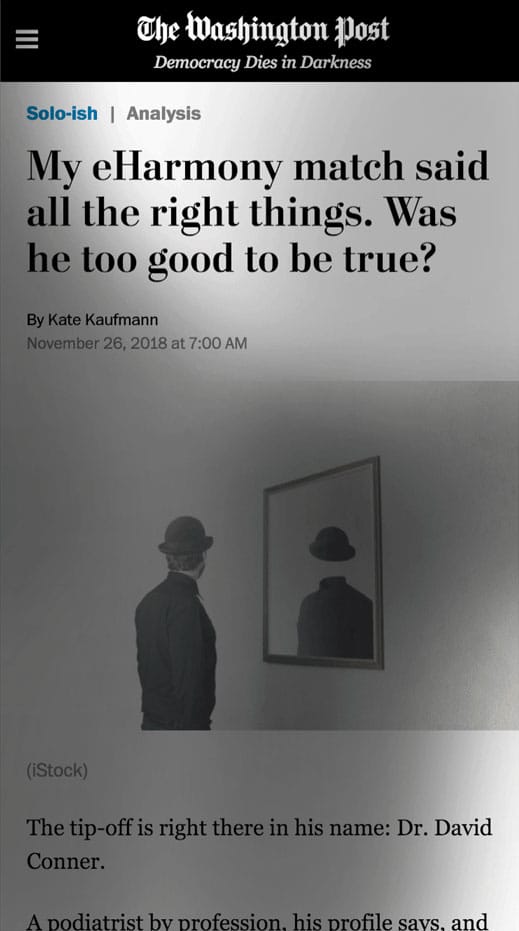 The Washington Post
Democracy Dies in Darkness
Solo-ish | Analysis
My eHarmony match said
all the right things. Was
he too good to be true?
By Kate Kaufmann
November 26, 2018 at 7:00 AM
(iStock)
The tip-off is right there in his name: Dr. David
Conner.
A podiatrist by profession, his profile says, and